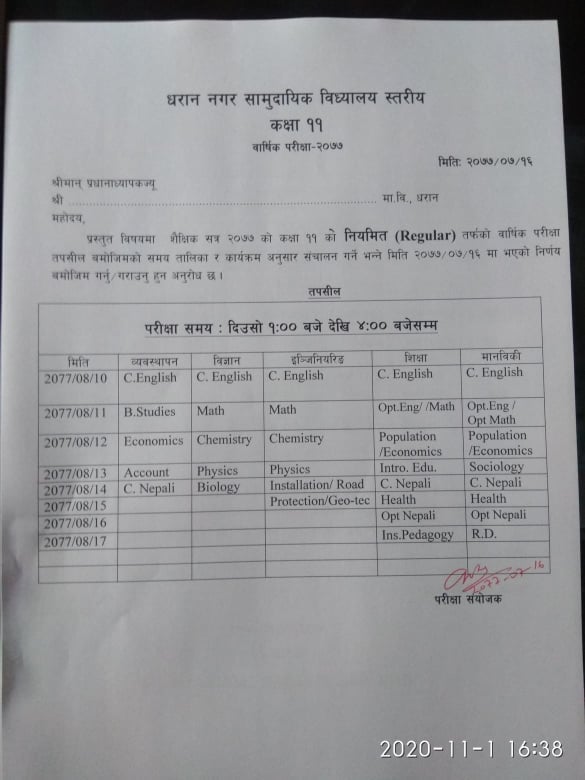 धरान नगर सामुदायिक विध्यालय स्तरीय
कक्षा ११
वार्षिक परीक्षा-२०७७
मितिः २०७७/०७/१६
श्रीमान् प्रधानाध्यापकज्यू
श्री ........................................................................ मा.वि., धरान
महोदय,
प्रस्तुत विषयमा शैक्षिक सत्र २०७७ को कक्षा ११ को नियमित (Regular) तर्फको वार्षिक परीक्षा
तपसील बमोजिमको समय तालिका र कार्यक्रम अनुसार संचालन गर्ने भन्ने मिति २०७७/०७/१६ मा भएको निर्णय
बमोजिम गर्नु/गराउनु हुन अनुरोध छ ।
तपसील
परीक्षा समय : दिउसो १:०० बजे देखि ४:०० बजेसम्म
मिति व्यवस्थापन विज्ञान इञ्जिनियरिङ शिक्षा मानविकी
2077/08/10 C.English C. English C. English C. English C. English
2077/08/11 B.Studies Math Math Opt.Eng/ /Math Opt.Eng / Opt Math
2077/08/12 Economics Chemistry Chemistry Population /Economics Population /Economics
2077/08/13 Account Physics Physics Intro. Edu. Sociology
2077/08/14 C. Nepali Biology Installation/ Road C. Nepali C. Nepali
2077/08/15 Protection/Geo-tec Health Health
2077/08/16 Opt Nepali Opt Nepali
2077/08/17 Ins.Pedagogy R.D.
२०७७-०७-१६
परीक्षा संयोजक
2020-11-1 16:38